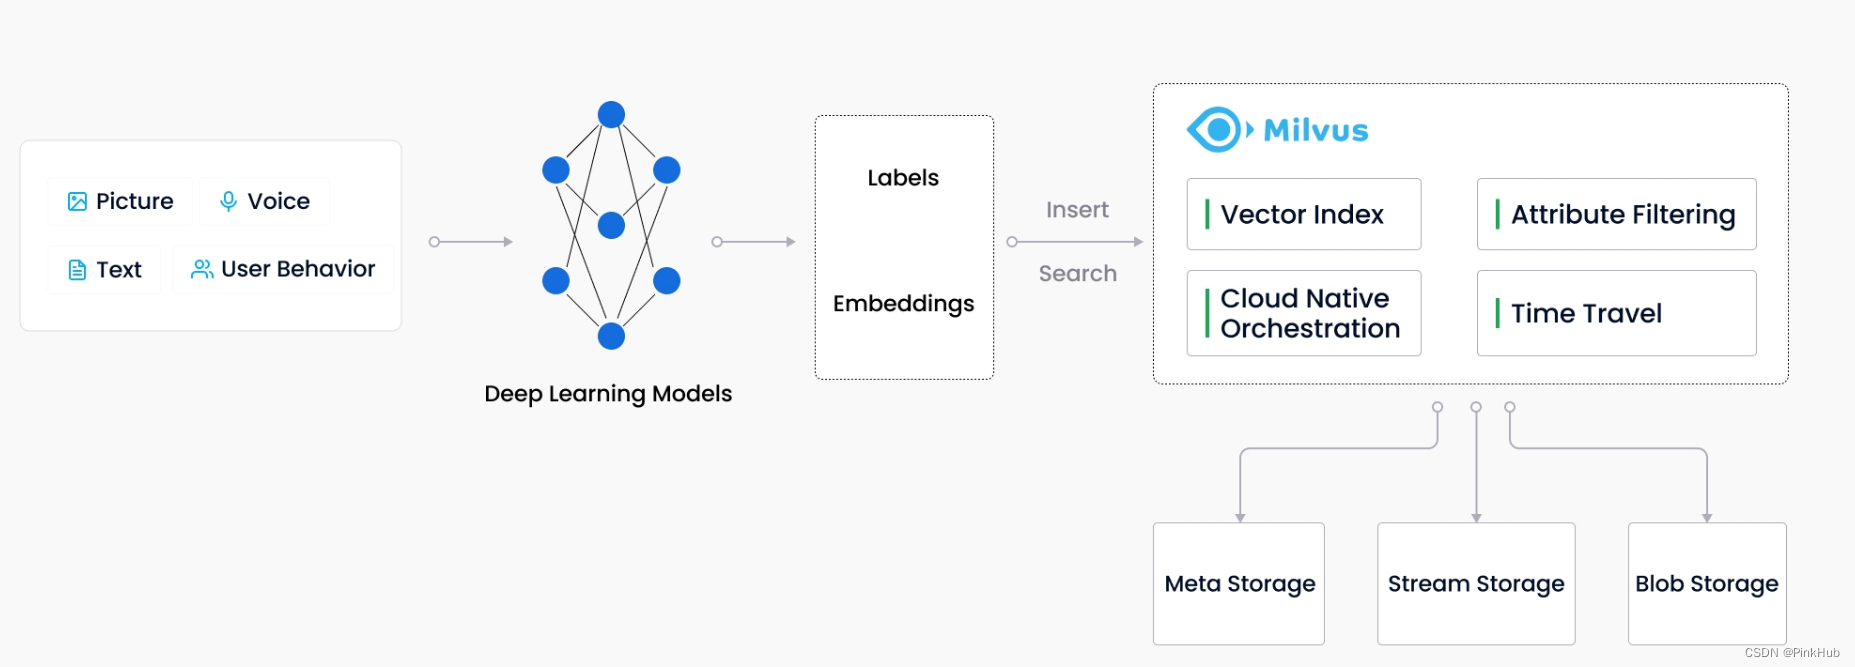 Picture
Voice
Text
User Behavior
Deep Learning Models
Labels
Embeddings
Insert
Search
Milvus
Vector Index
Attribute Filtering
Cloud Native
Orchestration
Time Travel
Meta Storage
Stream Storage
Blob Storage
CSDN @PinkHub